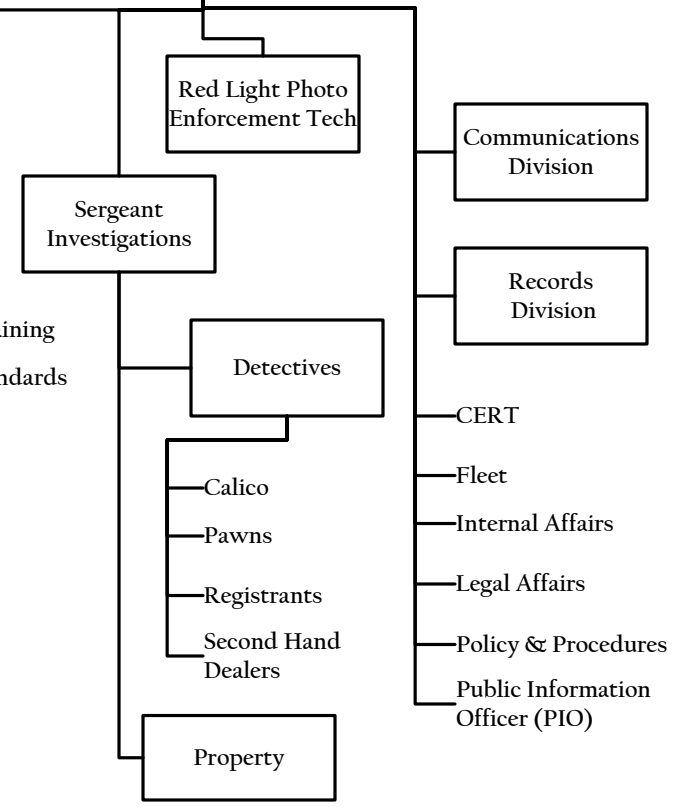 Red Light Photo
Enforcement Tech
Communications
Division
Sergeant
Investigations
Records
Division
Detectives
CERT
Fleet
Calico
Internal Affairs
Pawns
Legal Affairs
Registrants
Policy & Procedures
Second Hand
Dealers
Public Information
Officer (PIO)
Property